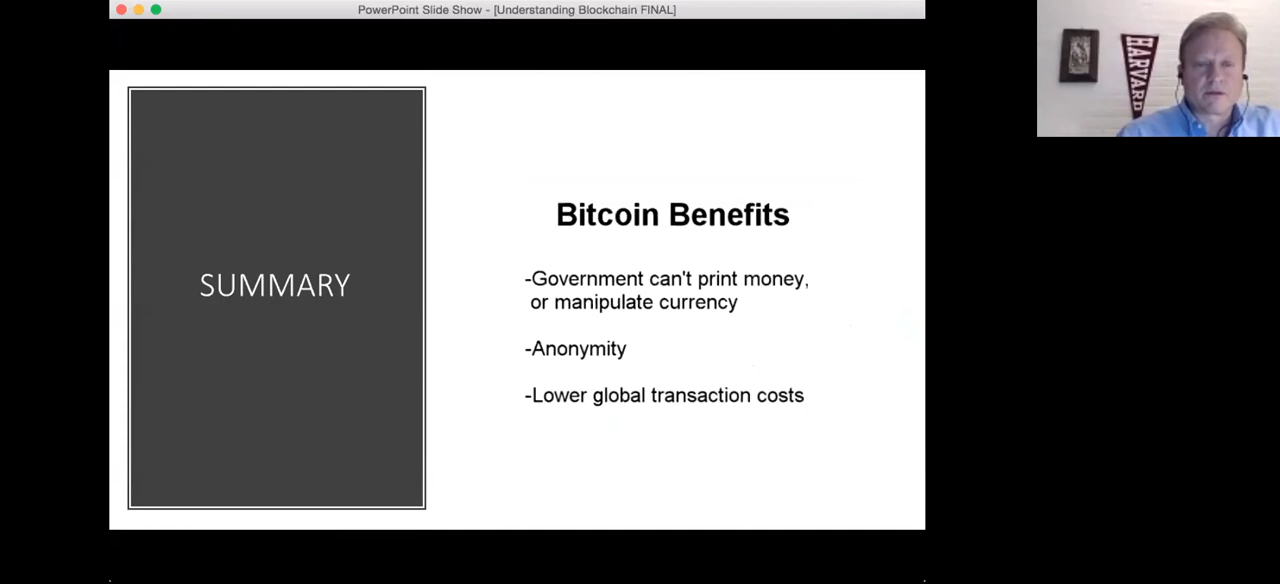 PowerPoint Slide Show - [Understanding Blockchain FINAL]
HARVARD
SUMMARY
Bitcoin Benefits
-Government can't print money,
or manipulate currency
-Anonymity
-Lower global transaction costs